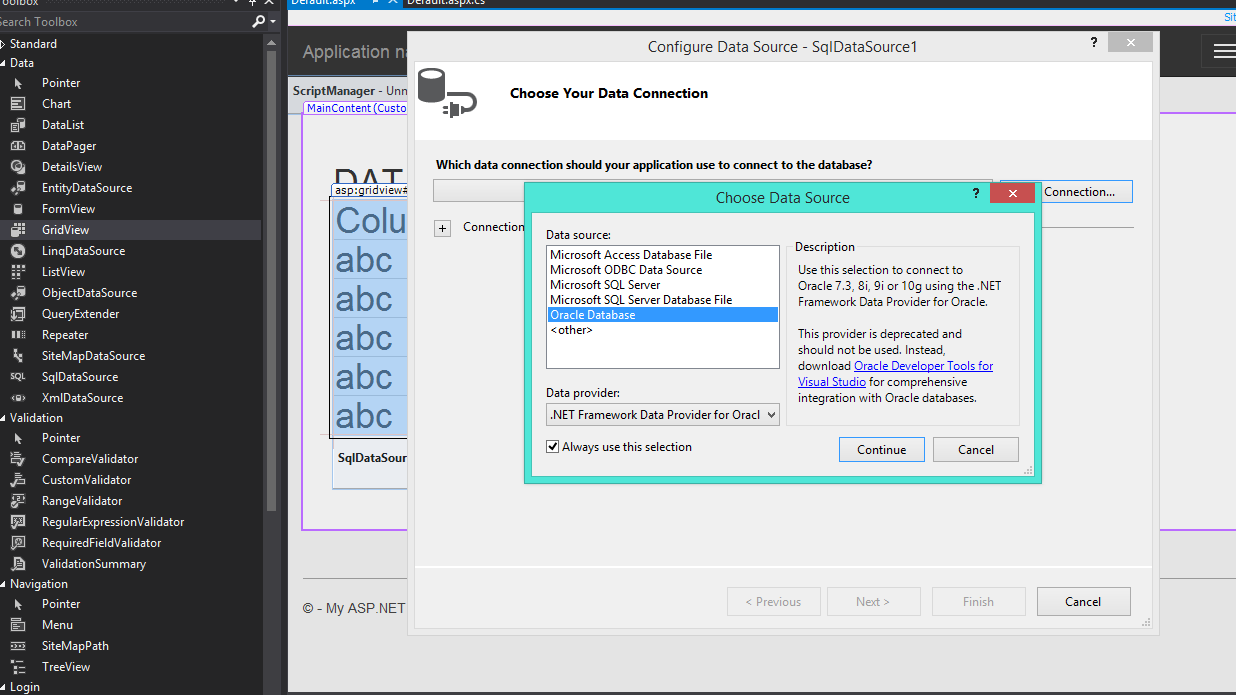 Toolbox
Search Toolbox
Standard
Data
Pointer
Chart
DataList
DataPager
DetailsView
EntityDataSource
FormView
GridView
LinqDataSource
ListView
ObjectDataSource
QueryExtender
Repeater
SiteMapDataSource
SqlDataSource
XmlDataSource
Validation
Pointer
CompareValidator
CustomValidator
RangeValidator
RegularExpressionValidator
RequiredFieldValidator
ValidationSummary
Navigation
Pointer
Menu
SiteMapPath
TreeView
Login
Default.aspx
Default.aspx.cs
Sit
Application na
ScriptManager - Unn
MainContent (Custo
DAT
asp:gridview#
Colu
abc
abc
abc
abc
abc
SqlDataSour
© - My ASP.NET
Configure Data Source - SqlDataSource1
?
Choose Your Data Connection
Which data connection should your application use to connect to the database?
Connection...
+ Connection
Choose Data Source
?
Data source:
Microsoft Access Database File
Microsoft ODBC Data Source
Microsoft SQL Server
Microsoft SQL Server Database File
Oracle Database
<other>
Data provider:
.NET Framework Data Provider for Oracl
Always use this selection
Description
Use this selection to connect to
Oracle 7.3, 8i, 9i or 10g using the .NET
Framework Data Provider for Oracle.
This provider is deprecated and
should not be used. Instead,
download Oracle Developer Tools for
Visual Studio for comprehensive
integration with Oracle databases.
Continue
Cancel
< Previous
Next >
Finish
Cancel